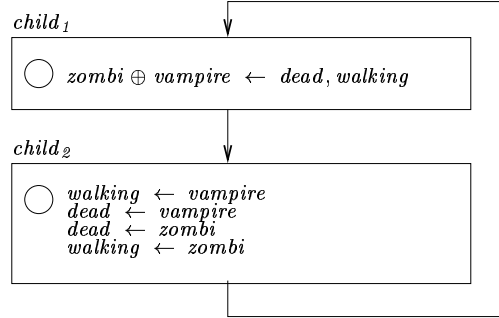 child₁
zombi ⊕ vampire ← dead, walking
child₂
walking ← vampire
dead ← vampire
dead ← zombi
walking ← zombi